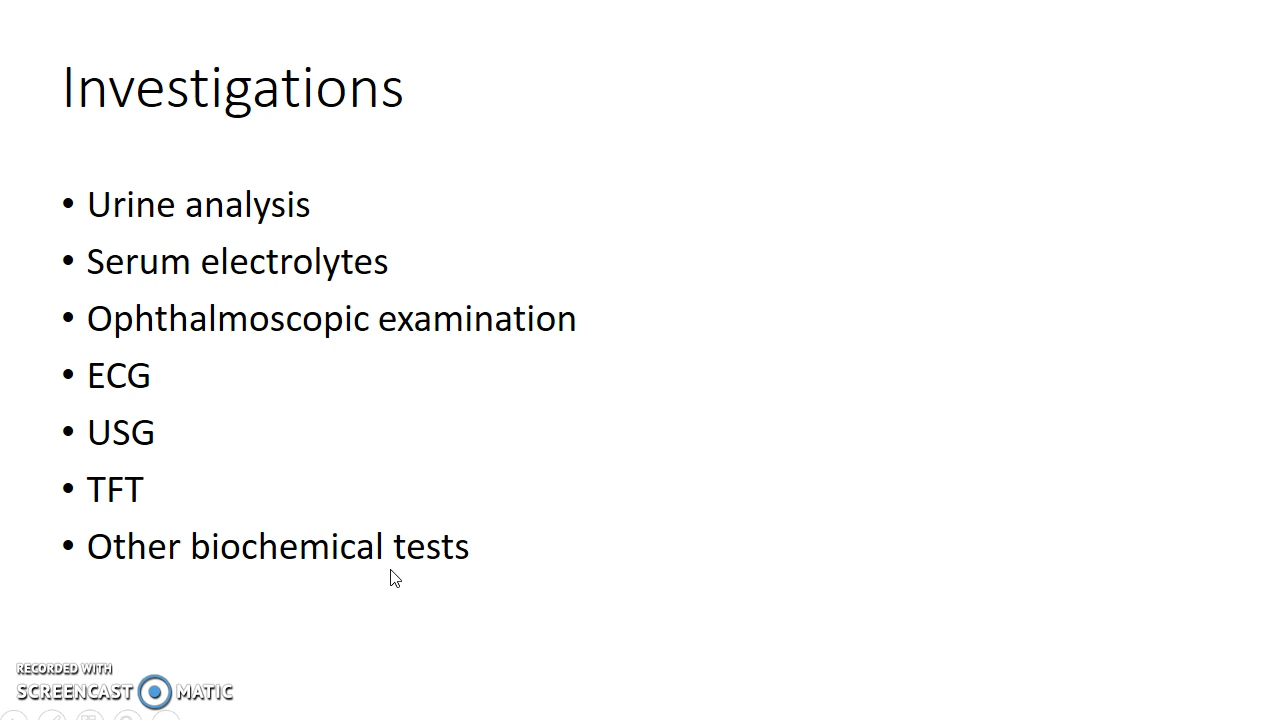 Investigations
• Urine analysis
• Serum electrolytes
• Ophthalmoscopic examination
• ECG
• USG
• TFT
• Other biochemical tests
RECORDED WITH
SCREENCAST MATIC